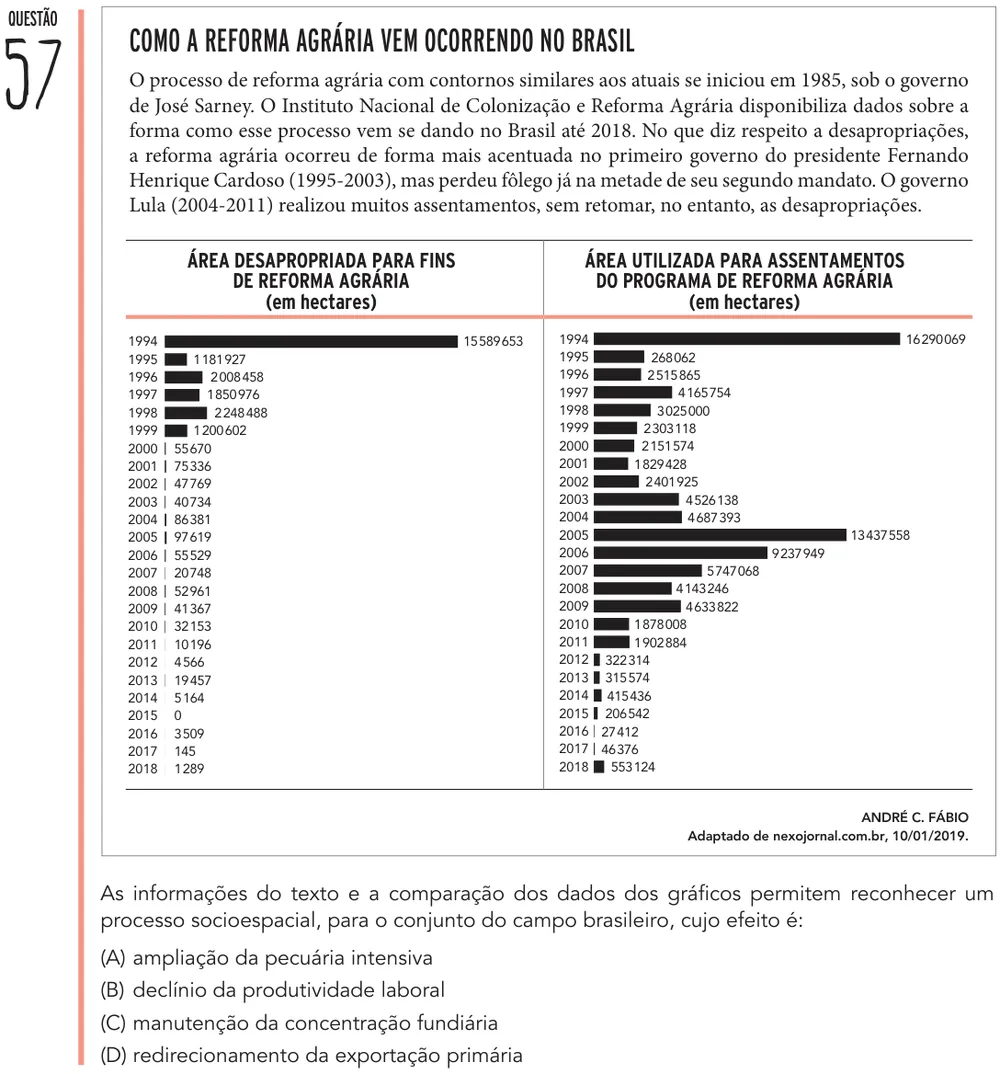 QUESTÃO
57
COMO A REFORMA AGRÁRIA VEM OCORRENDO NO BRASIL
O processo de reforma agrária com contornos similares aos atuais se iniciou em 1985, sob o governo
de José Sarney. O Instituto Nacional de Colonização e Reforma Agrária disponibiliza dados sobre a
forma como esse processo vem se dando no Brasil até 2018. No que diz respeito a desapropriações,
a reforma agrária ocorreu de forma mais acentuada no primeiro governo do presidente Fernando
Henrique Cardoso (1995-2003), mas perdeu fôlego já na metade de seu segundo mandato. O governo
Lula (2004-2011) realizou muitos assentamentos, sem retomar, no entanto, as desapropriações.
ÁREA DESAPROPRIADA PARA FINS
DE REFORMA AGRÁRIA
(em hectares)
1994 15589653
1995 1181927
1996 2008458
1997 1850976
1998 2248488
1999 1200602
2000 55670
2001 75336
2002 47769
2003 40734
2004 86381
2005 97619
2006 55529
2007 20748
2008 52961
2009 41367
2010 32153
2011 10196
2012 4566
2013 19457
2014 5164
2015 0
2016 3509
2017 145
2018 1289
ÁREA UTILIZADA PARA ASSENTAMENTOS
DO PROGRAMA DE REFORMA AGRÁRIA
(em hectares)
1994 16290069
1995 268062
1996 2515865
1997 4165754
1998 3025000
1999 2303118
2000 2151574
2001 1829428
2002 2401925
2003 4526138
2004 4687393
2005 13437558
2006 9237949
2007 5747068
2008 4143246
2009 4633822
2010 1878008
2011 1902884
2012 322314
2013 315574
2014 415436
2015 206542
2016 27412
2017 46376
2018 553124
ANDRÉ C. FÁBIO
Adaptado de nexojornal.com.br, 10/01/2019.
As informações do texto e a comparação dos dados dos gráficos permitem reconhecer um
processo socioespacial, para o conjunto do campo brasileiro, cujo efeito é:
(A) ampliação da pecuária intensiva
(B) declínio da produtividade laboral
(C) manutenção da concentração fundiária
(D) redirecionamento da exportação primária